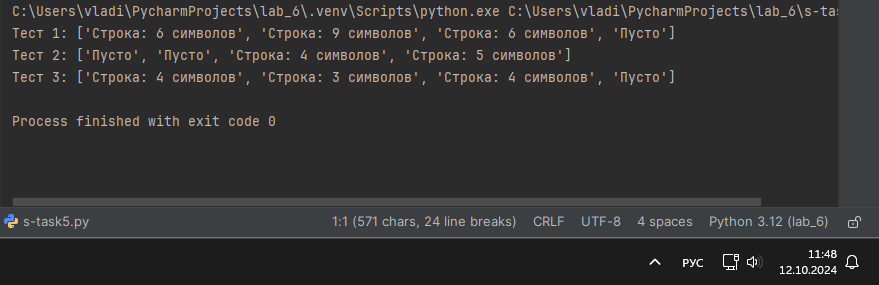 C:\Users\vladi\PycharmProjects\lab_6\.venv\Scripts\python.exe C:\Users\vladi\PycharmProjects\lab_6\s-tas
Тест 1: ['Строка: 6 символов', 'Строка: 9 символов', 'Строка: 6 символов', 'Пусто']
Тест 2: ['Пусто', 'Пусто', 'Строка: 4 символов', 'Строка: 5 символов']
Тест 3: ['Строка: 4 символов', 'Строка: 3 символов', 'Строка: 4 символов', 'Пусто']
Process finished with exit code 0
s-task5.py 1:1 (571 chars, 24 line breaks) CRLF UTF-8 4 spaces Python 3.12 (lab_6)
РУС 11:48
12.10.2024